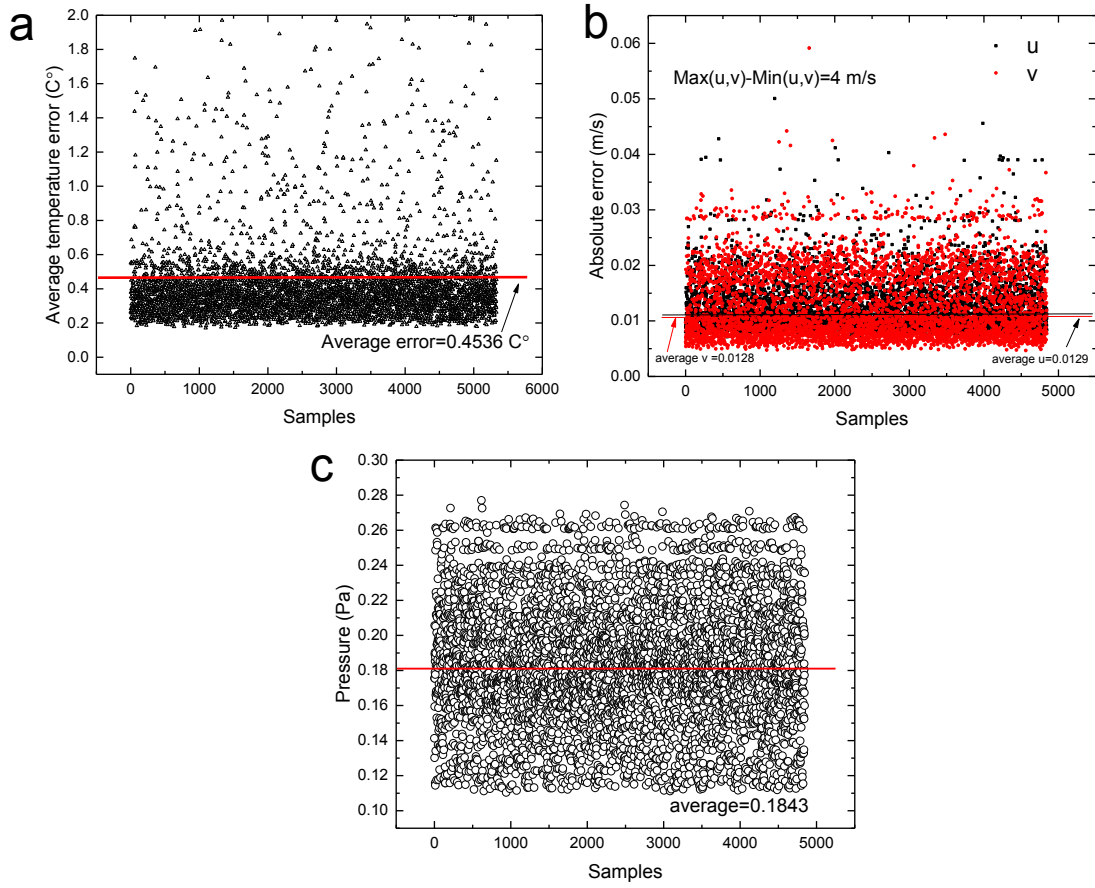 a
Average temperature error (C°)
2.0
1.8
1.6
1.4
1.2
1.0
0.8
0.6
0.4
0.2
0.0
Average error=0.4536 C°
0 1000 2000 3000 4000 5000 6000
Samples
b
Absolute error (m/s)
0.06
0.05
0.04
0.03
0.02
0.01
0.00
u
v
Max(u,v)-Min(u,v)=4 m/s
average v =0.0128
average u=0.0129
0 1000 2000 3000 4000 5000
Samples
c
Pressure (Pa)
0.30
0.28
0.26
0.24
0.22
0.20
0.18
0.16
0.14
0.12
0.10
average=0.1843
0 1000 2000 3000 4000 5000
Samples